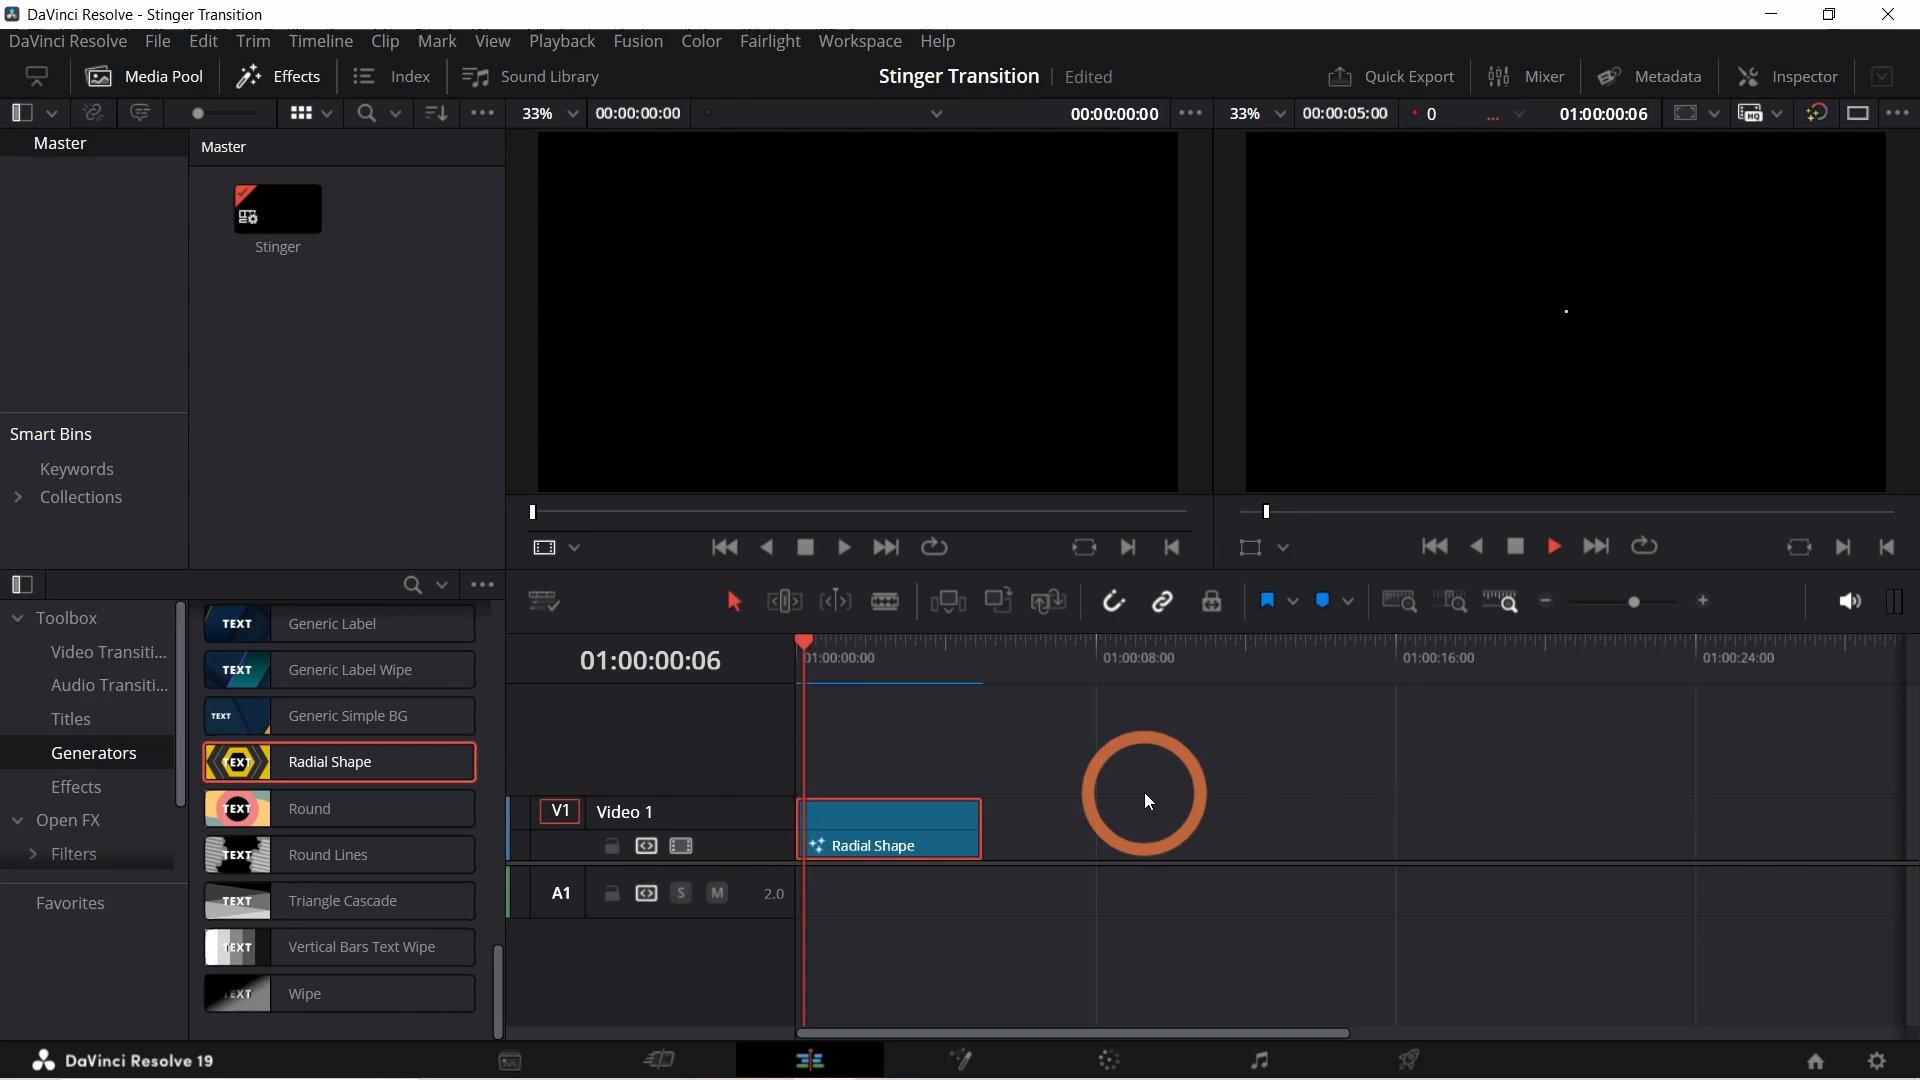 DaVinci Resolve - Stinger Transition
DaVinci Resolve File Edit Trim Timeline Clip Mark View Playback Fusion Color Fairlight Workspace Help
Media Pool Effects Index Sound Library Stinger Transition Edited Quick Export Mixer Metadata Inspector
33% 00:00:00:00 00:00:00:00 33% 00:00:05:00 0 ... 01:00:00:06
Master
Master
Stinger
Smart Bins
Keywords
Collections
Toolbox
Video Transiti...
Audio Transiti...
Titles
Generators
Effects
Open FX
Filters
Favorites
TEXT Generic Label
TEXT Generic Label Wipe
TEXT Generic Simple BG
TEXT Radial Shape
TEXT Round
TEXT Round Lines
TEXT Triangle Cascade
TEXT Vertical Bars Text Wipe
TEXT Wipe
01:00:00:06 01:00:00:00 01:00:08:00 01:00:16:00 01:00:24:00
V1 Video 1
Radial Shape
A1 S M 2.0
DaVinci Resolve 19